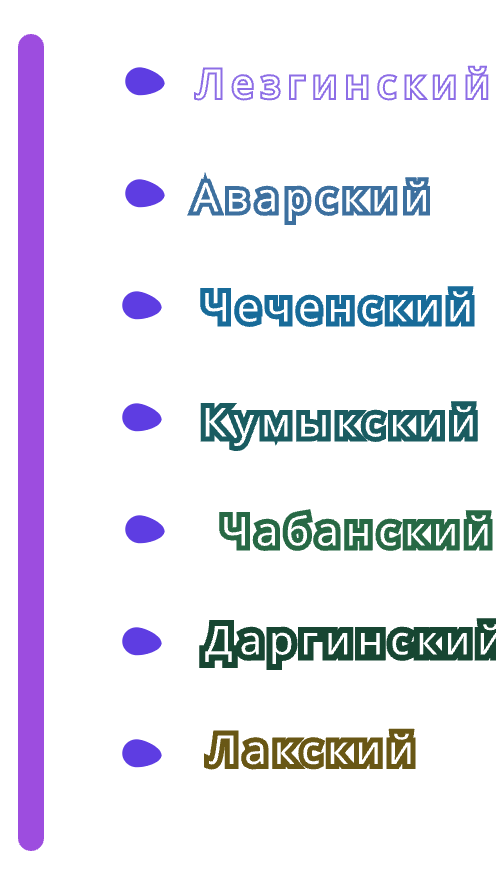 Лезгинский
Аварский
Чеченский
Кумыкский
Чабанский
Даргинский
Лакский